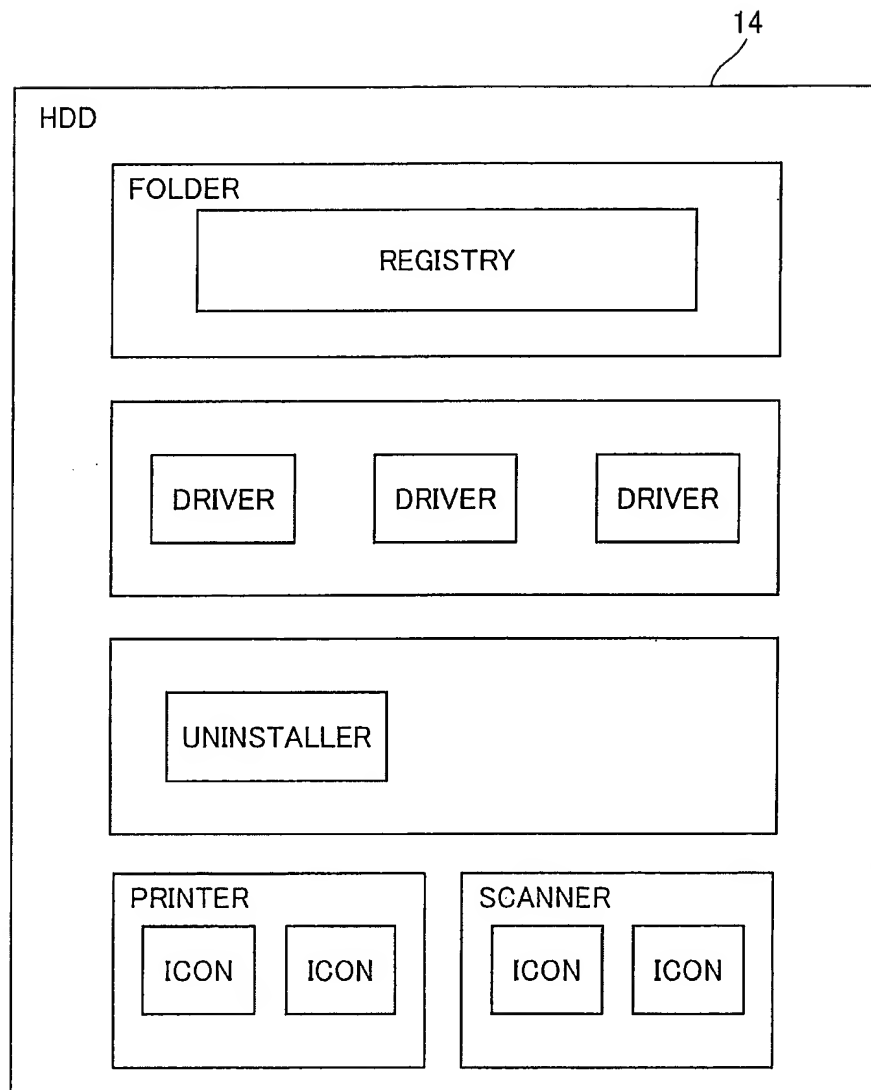 14
HDD
FOLDER
REGISTRY
DRIVER DRIVER DRIVER
UNINSTALLER
PRINTER SCANNER
ICON ICON ICON ICON